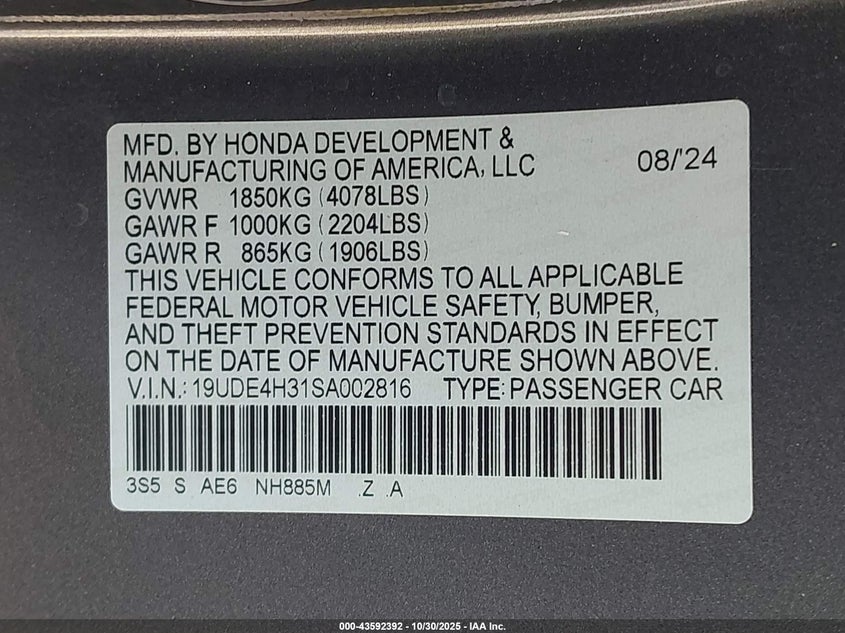 MFD. BY HONDA DEVELOPMENT &
MANUFACTURING OF AMERICA, LLC 08/'24
GVWR 1850KG (4078LBS)
GAWR F 1000KG (2204LBS)
GAWR R 865KG (1906LBS)
THIS VEHICLE CONFORMS TO ALL APPLICABLE
FEDERAL MOTOR VEHICLE SAFETY, BUMPER,
AND THEFT PREVENTION STANDARDS IN EFFECT
ON THE DATE OF MANUFACTURE SHOWN ABOVE.
V.I.N.: 19UDE4H31SA002816 TYPE: PASSENGER CAR
3S5 S AE6 NH885M .Z .A
000-43592392 - 10/30/2025 - IAA Inc.